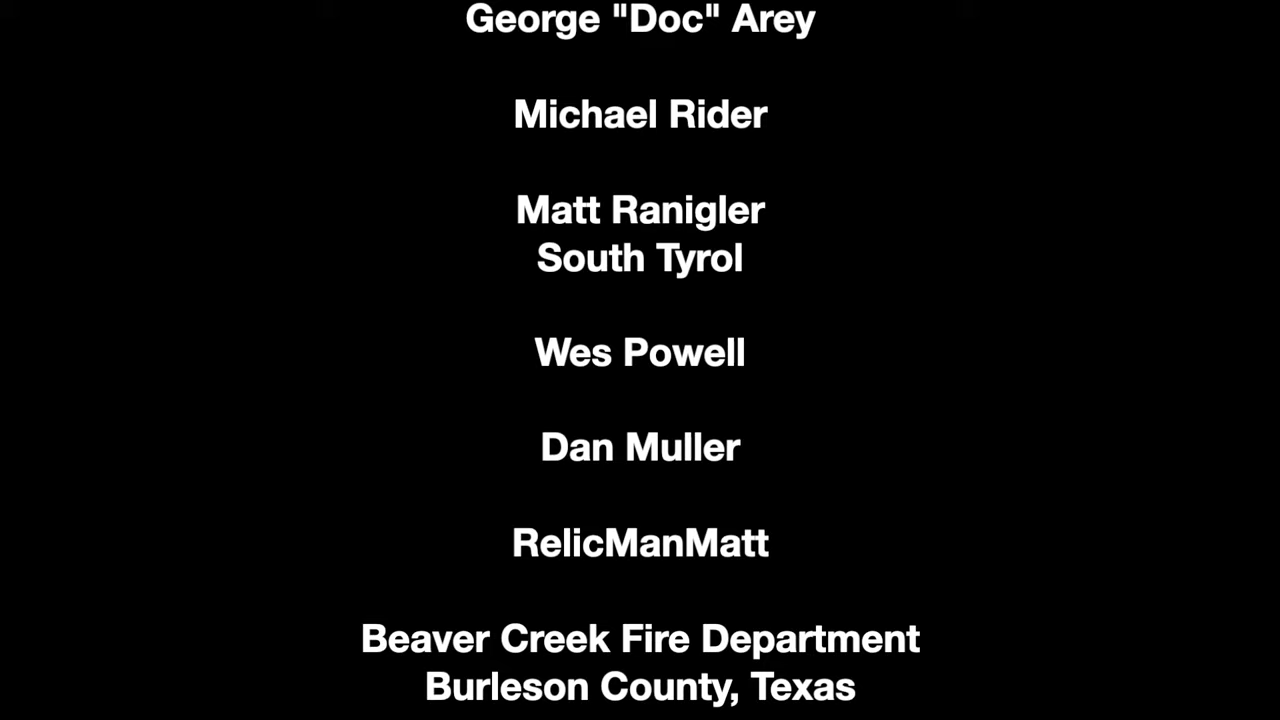 George "Doc" Arey
Michael Rider
Matt Ranigler
South Tyrol
Wes Powell
Dan Muller
RelicManMatt
Beaver Creek Fire Department
Burleson County, Texas